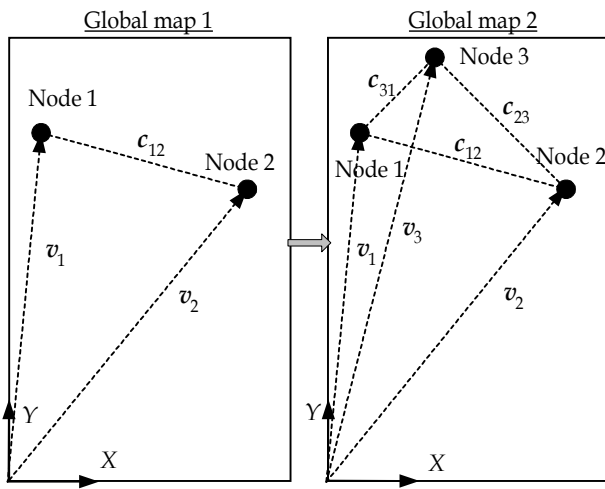 Global map 1
Node 1
c12
Node 2
v1
v2
Y
X
Global map 2
Node 3
c31
c23
c12
Node 1
Node 2
v3
v1
v2
Y
X